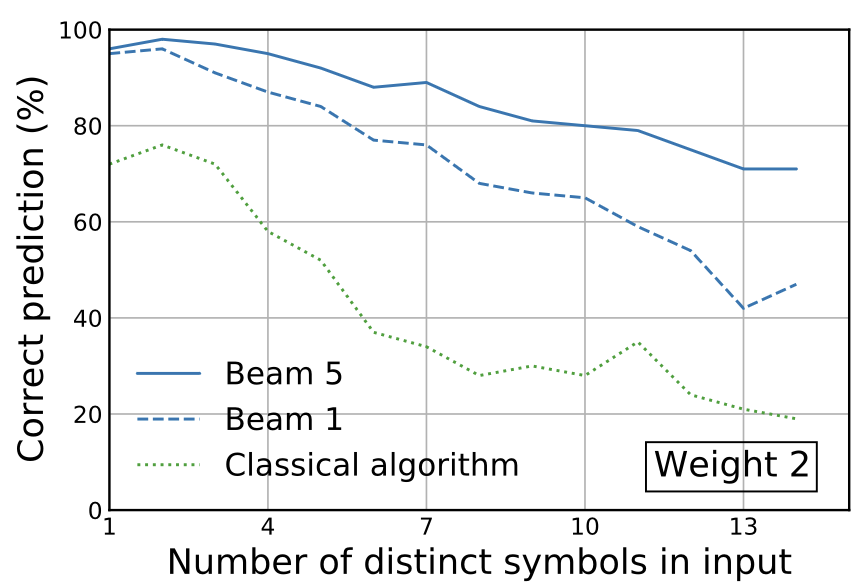 100
80
60
40
20
0
Correct prediction (%)
Beam 5
Beam 1
Classical algorithm
Weight 2
1 4 7 10 13
Number of distinct symbols in input